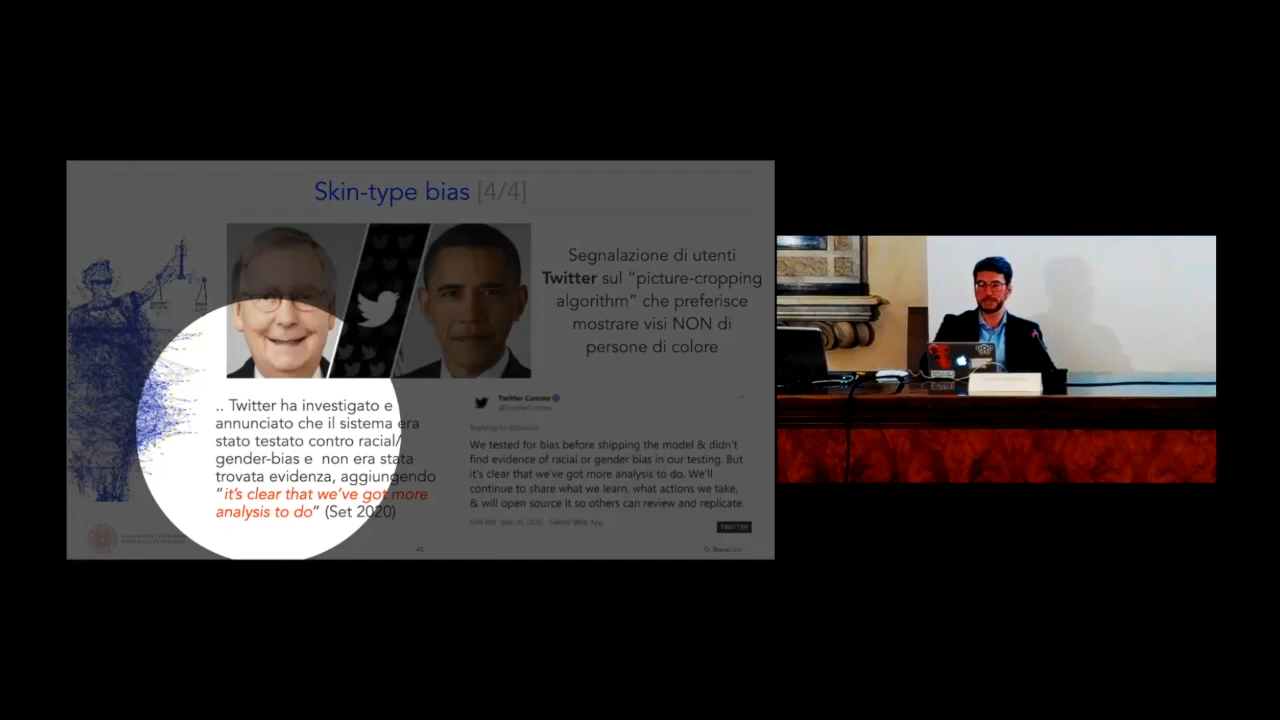 Skin-type bias [4/4]
Segnalazione di utenti
Twitter sul "picture-cropping
algorithm" che preferisce
mostrare visi NON di
persone di colore
.. Twitter ha investigato e
annunciato che il sistema era
stato testato contro racial/
gender-bias e non era stata
trovata evidenza, aggiungendo
"it's clear that we've got more
analysis to do" (Set 2020)
Twitter Comms
@TwitterComms
We tested for bias before shipping the model & didn't
find evidence of racial or gender bias in our testing. But
it's clear that we've got more analysis to do. We'll
continue to share what we learn, what actions we take,
& will open source it so others can review and replicate.
Twitter Web App
TWITTER